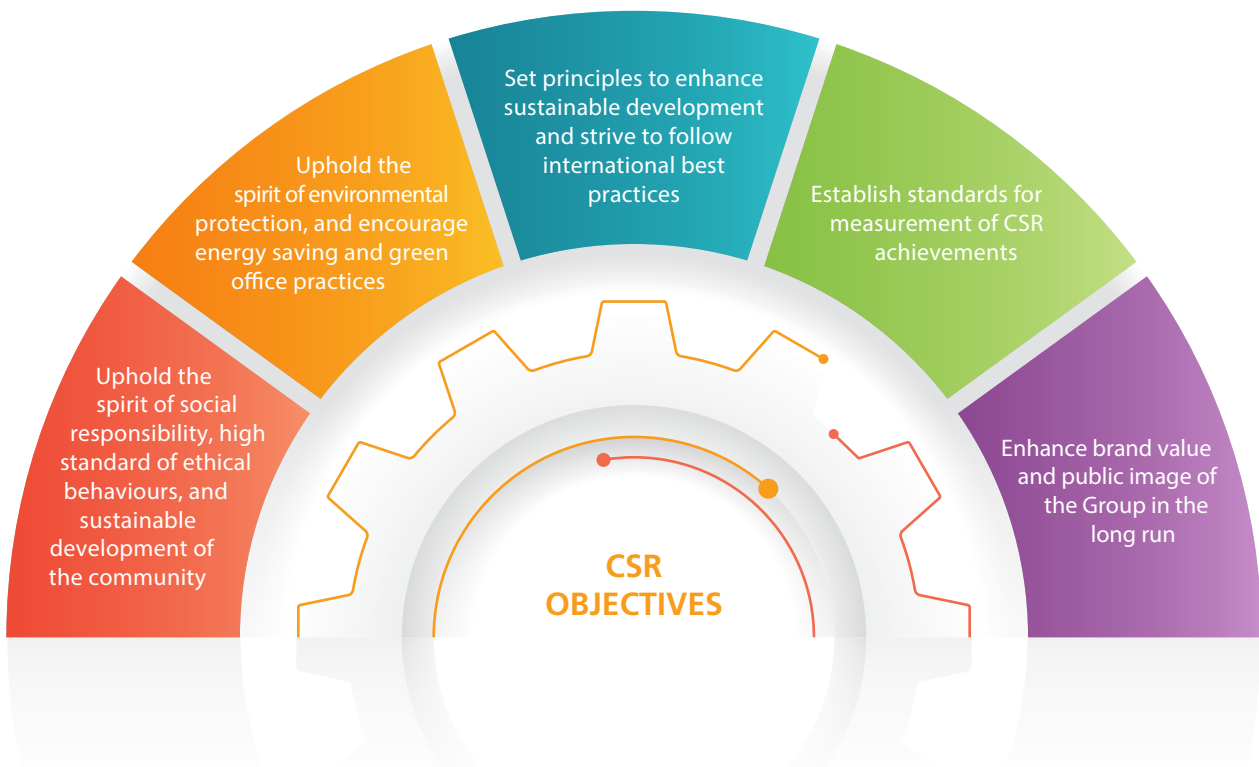 Uphold the
spirit of social
responsibility, high
standard of ethical
behaviours, and
sustainable
development of
the community
Uphold the
spirit of environmental
protection, and encourage
energy saving and green
office practices
Set principles to enhance
sustainable development
and strive to follow
international best
practices
Establish standards for
measurement of CSR
achievements
Enhance brand value
and public image of
the Group in the
long run
CSR
OBJECTIVES